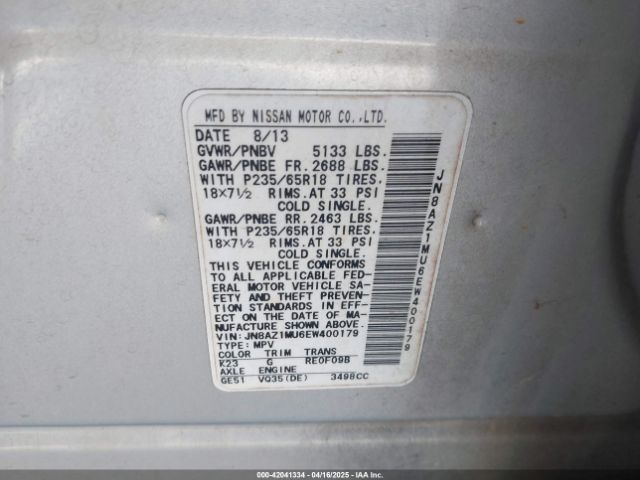 MFD BY NISSAN MOTOR CO.,LTD.
DATE 8/13
GVWR/PNBV 5133 LBS.
GAWR/PNBE FR. 2688 LBS.
WITH P235/65R18 TIRES.
18×7½ RIMS. AT 33 PSI
COLD SINGLE.
GAWR/PNBE RR. 2463 LBS.
WITH P235/65R18 TIRES.
18×7½ RIMS. AT 33 PSI
COLD SINGLE.
THIS VEHICLE CONFORMS
TO ALL APPLICABLE FED-
ERAL MOTOR VEHICLE SA-
FETY AND THEFT PREVEN-
TION STANDARDS IN EFF-
ECT ON THE DATE OF MA-
NUFACTURE SHOWN ABOVE.
VIN: JN8AZ1MU6EW400179
TYPE: MPV
COLOR TRIM TRANS
K23 G RE0F09B
AXLE ENGINE
GE51 VQ35(DE) 3498CC
JN8AZ1MU6EW400179
000-42041334 - 04/16/2025 - IAA Inc.